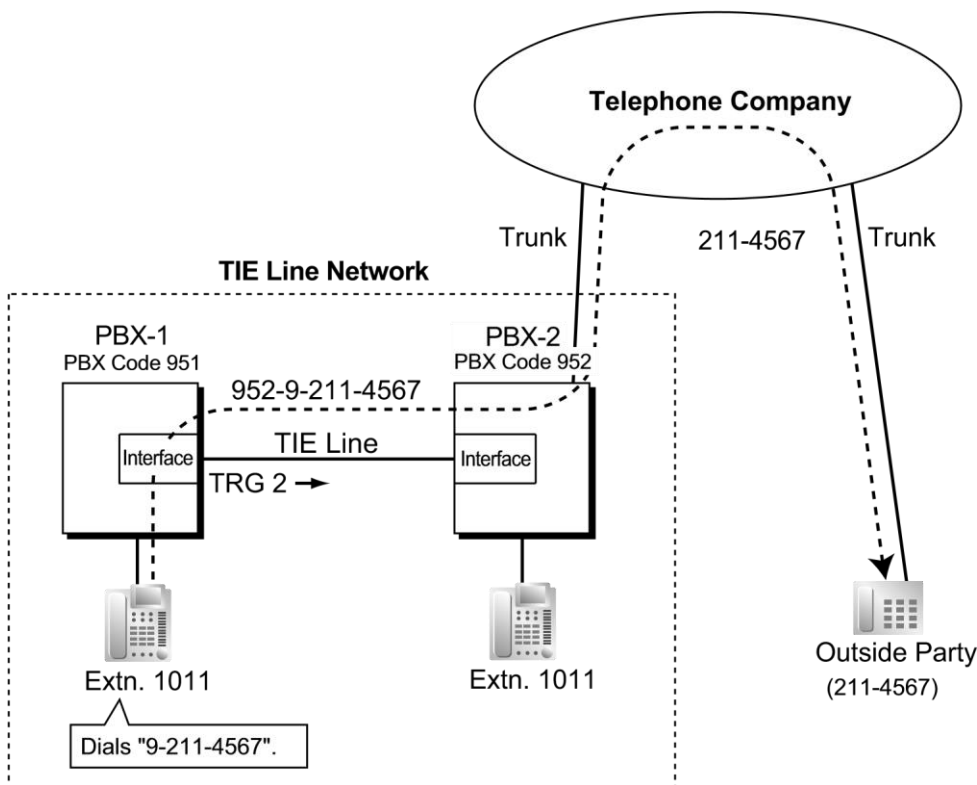 Telephone Company
Trunk
211-4567
Trunk
TIE Line Network
PBX-1
PBX Code 951
PBX-2
PBX Code 952
952-9-211-4567
Interface
TIE Line
Interface
TRG 2
Extn. 1011
Extn. 1011
Outside Party
(211-4567)
Dials "9-211-4567".